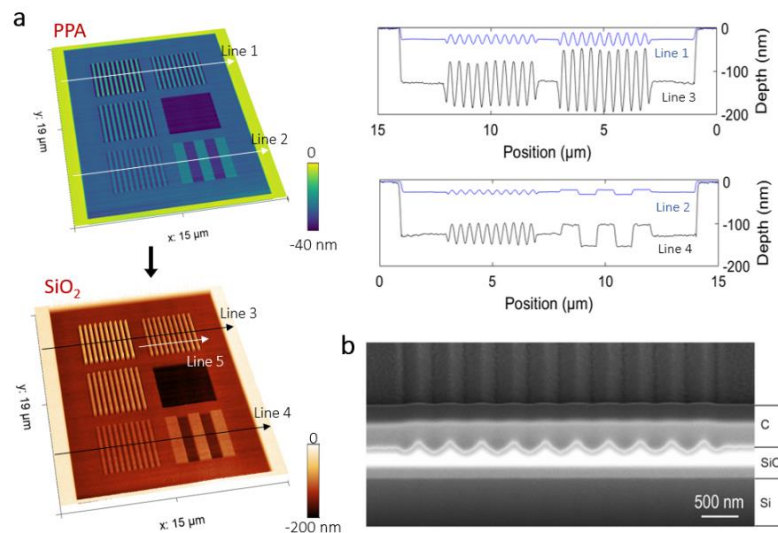 a
PPA
Line 1
Line 2
y: 19 µm
x: 15 µm
0
-40 nm
SiO2
Line 3
Line 5
Line 4
y: 19 µm
x: 15 µm
0
-200 nm
0
-100
-200
Depth (nm)
Line 1
Line 3
15
10
5
0
Position (µm)
0
-100
-200
Depth (nm)
Line 2
Line 4
0
5
10
15
Position (µm)
b
C
Si
500 nm